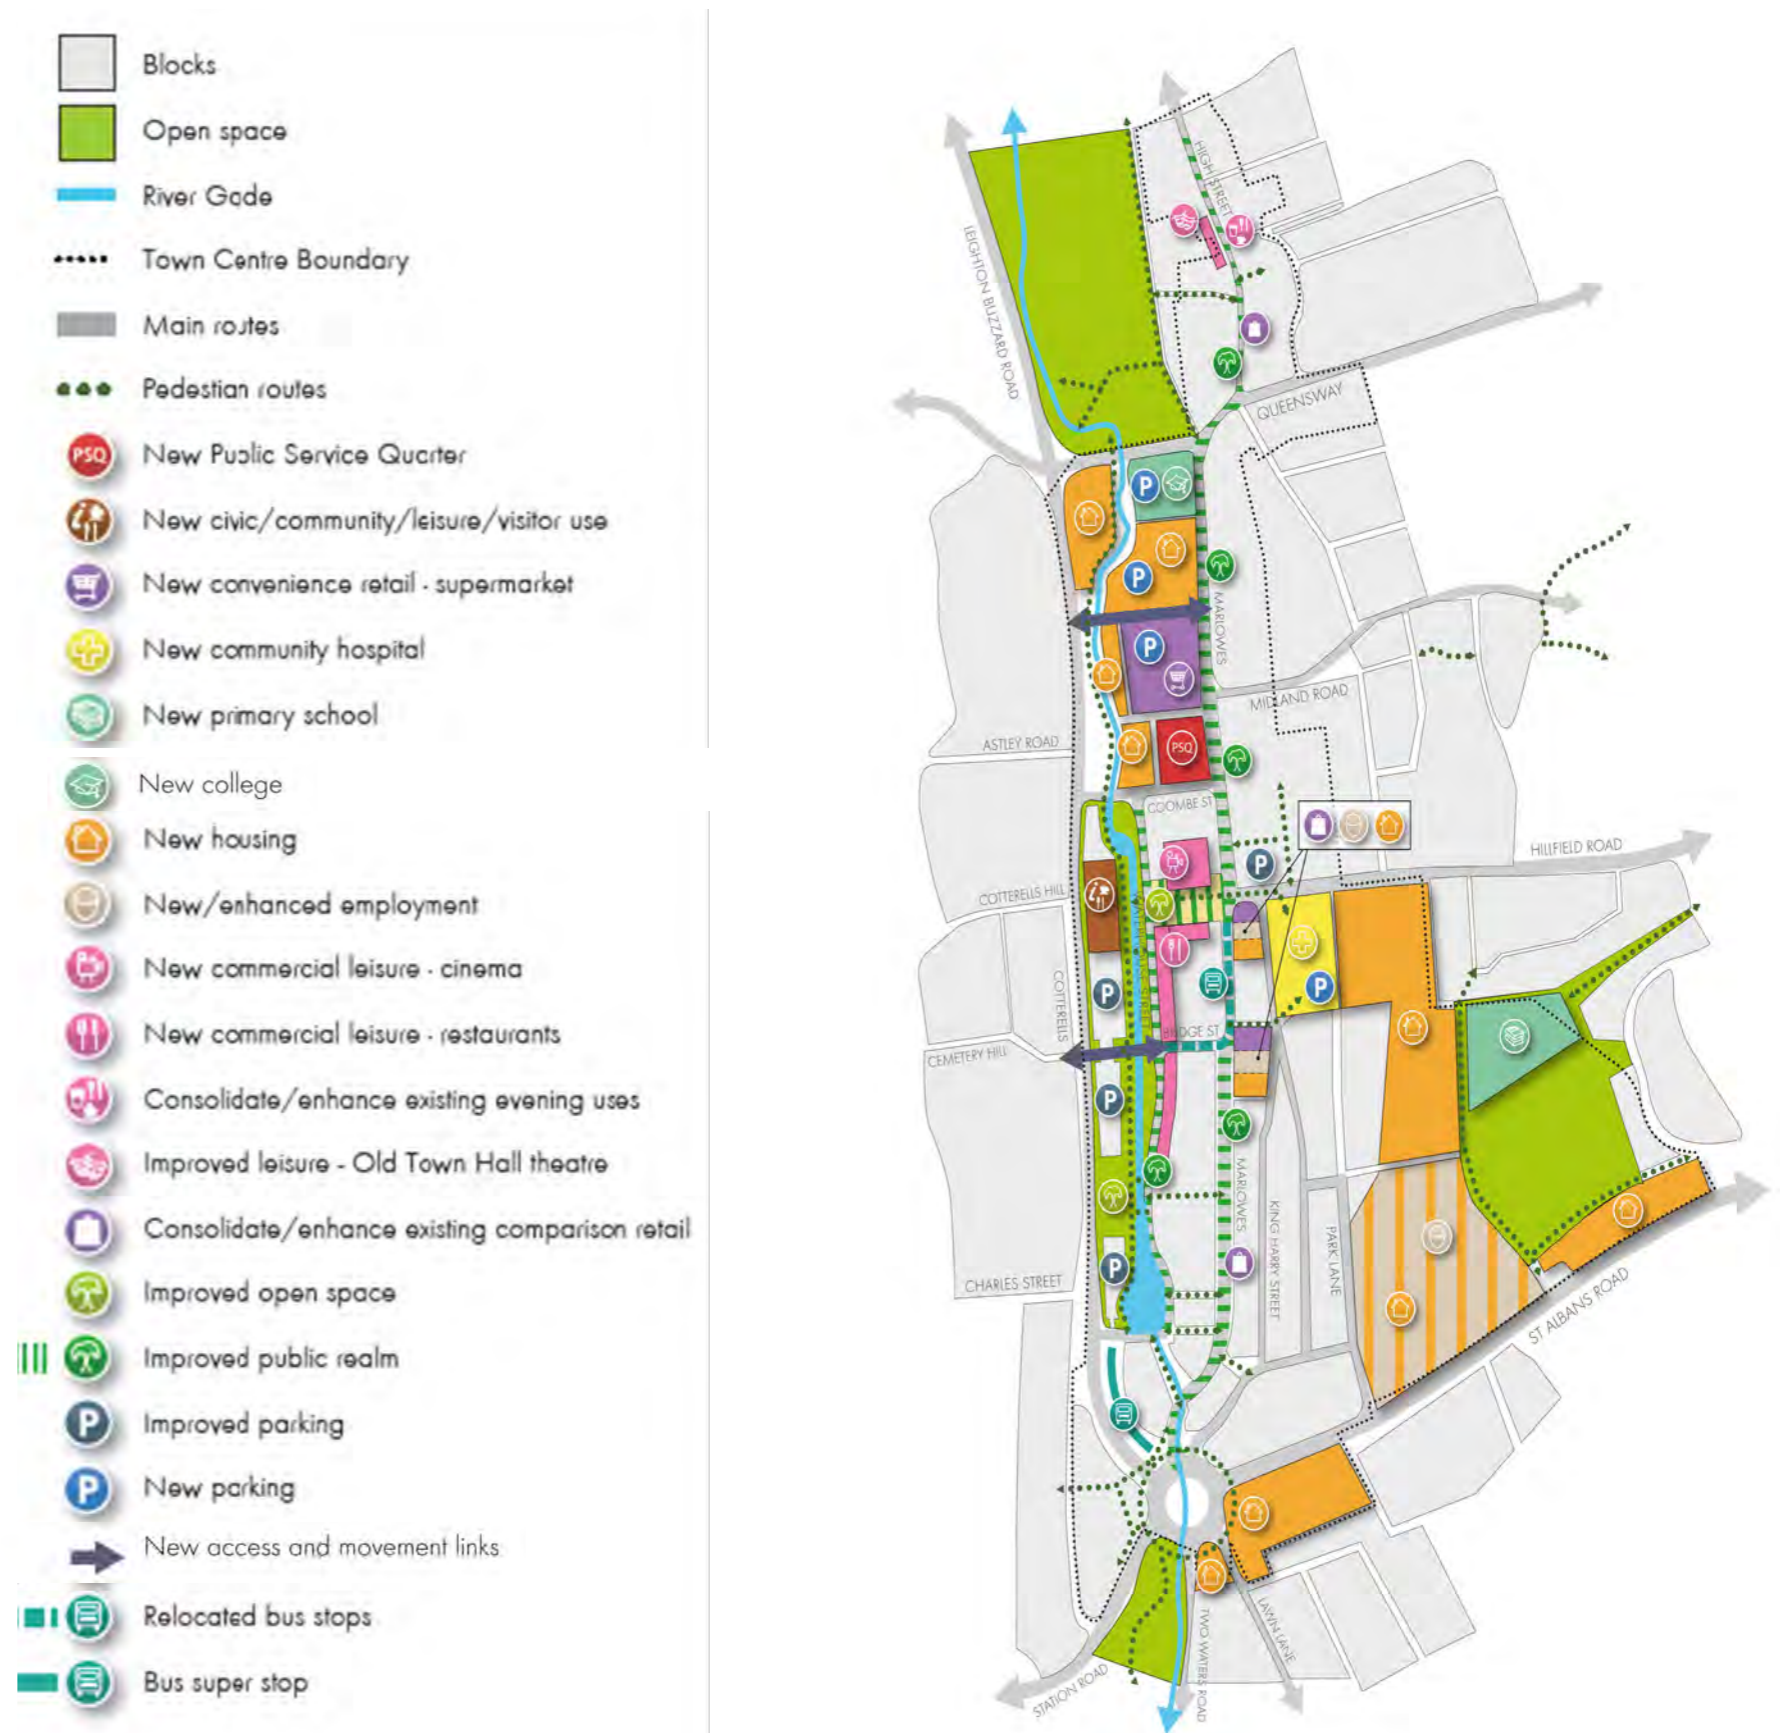 Blocks
Open space
River Gade
Town Centre Boundary
Main routes
Pedestian routes
PSQ New Public Service Quarter
New civic/community/leisure/visitor use
New convenience retail - supermarket
New community hospital
New primary school
New college
New housing
New/enhanced employment
New commercial leisure - cinema
New commercial leisure - restaurants
Consolidate/enhance existing evening uses
Improved leisure - Old Town Hall theatre
Consolidate/enhance existing comparison retail
Improved open space
Improved public realm
P Improved parking
P New parking
New access and movement links
Relocated bus stops
Bus super stop
HIGH STREET
LEIGHTON BUZZARD ROAD
QUEENSWAY
P
P
MARLOWES
P
MIDLAND ROAD
ASTLEY ROAD
PSQ
COOMBE ST
HILLFIELD ROAD
P
COTTERELLS HILL
WATERHOUSE STREET
P
P
COTTERELLS
BRIDGE ST
CEMETERY HILL
P
MARLOWES
KING HARRY STREET
PARK LANE
P
CHARLES STREET
ST ALBANS ROAD
STATION ROAD
TWO WATERS ROAD
LAWN LANE